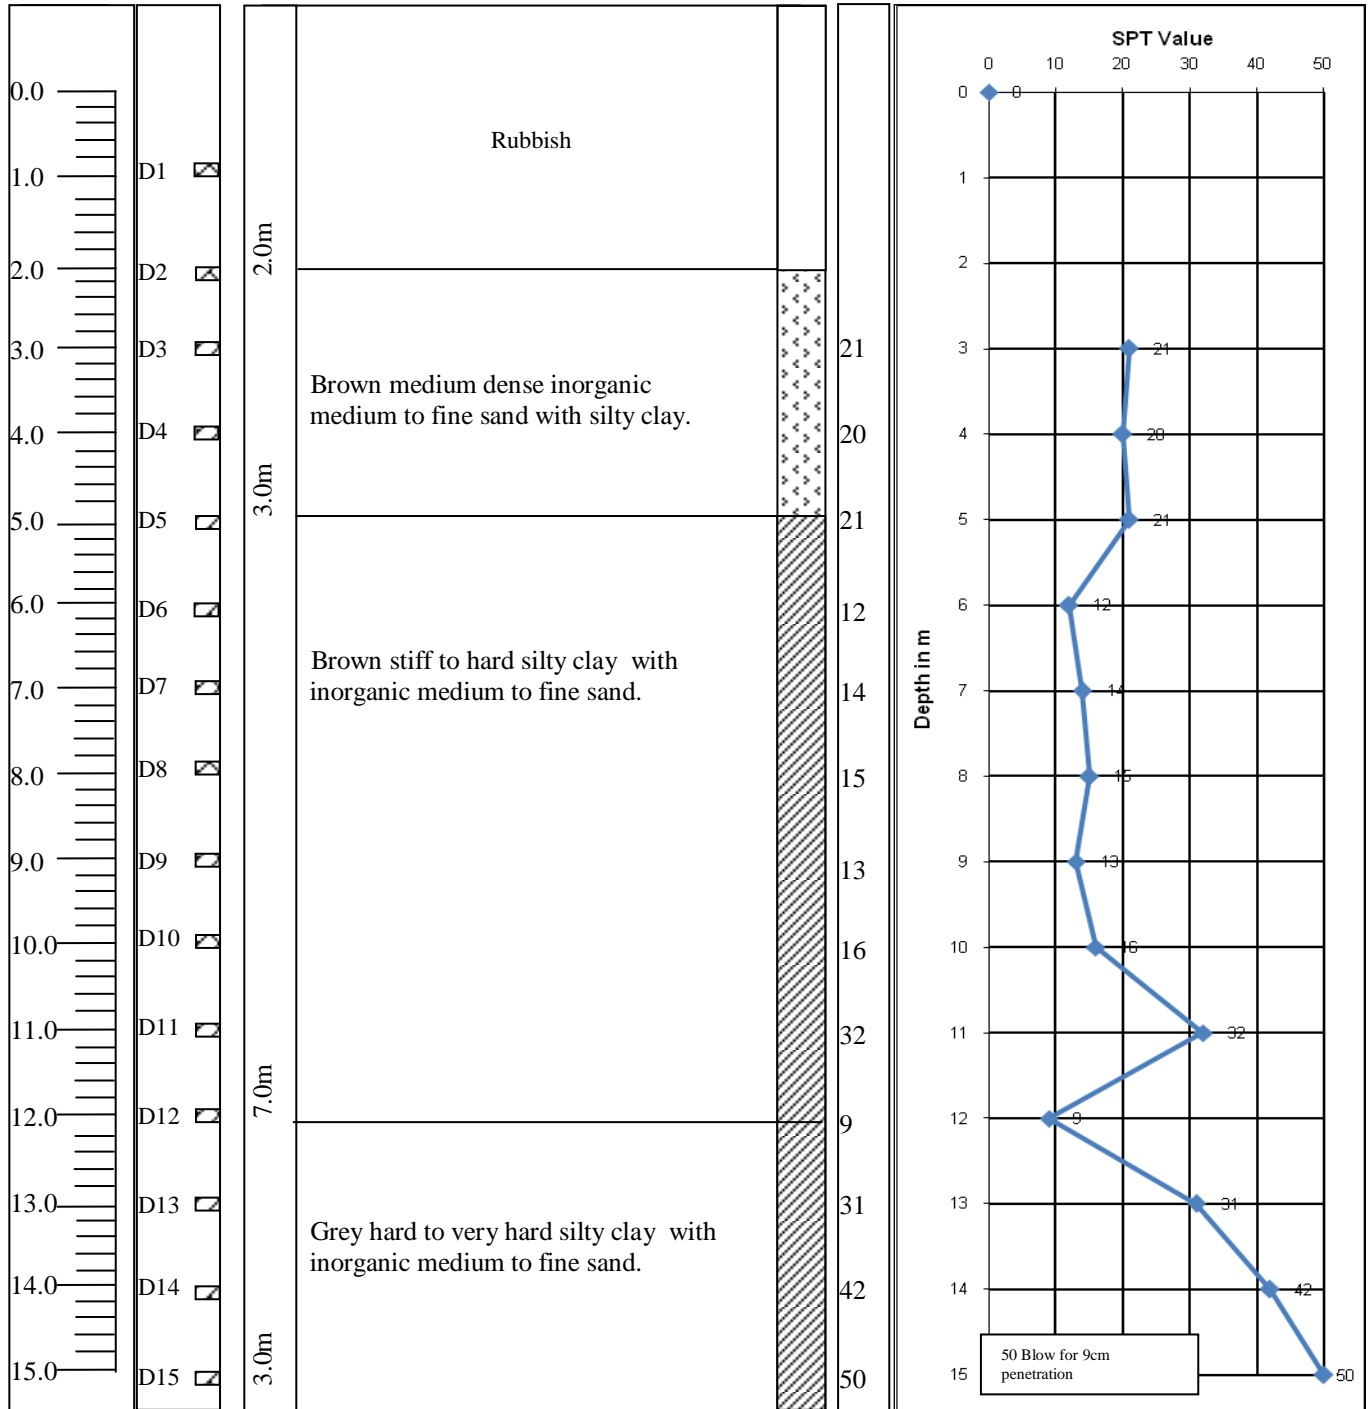 0.0
1.0
2.0
3.0
4.0
5.0
6.0
7.0
8.0
9.0
10.0
11.0
12.0
13.0
14.0
15.0
D1
D2
D3
D4
D5
D6
D7
D8
D9
D10
D11
D12
D13
D14
D15
2.0m
3.0m
7.0m
3.0m
Rubbish
Brown medium dense inorganic
medium to fine sand with silty clay.
Brown stiff to hard silty clay with
inorganic medium to fine sand.
Grey hard to very hard silty clay with
inorganic medium to fine sand.
21
20
21
12
14
15
13
16
32
9
31
42
50
SPT Value
0 10 20 30 40 50
Depth in m
0
1
2
3
4
5
6
7
8
9
10
11
12
13
14
15
0
21
20
21
12
14
15
13
16
32
9
31
42
50
50 Blow for 9cm
penetration